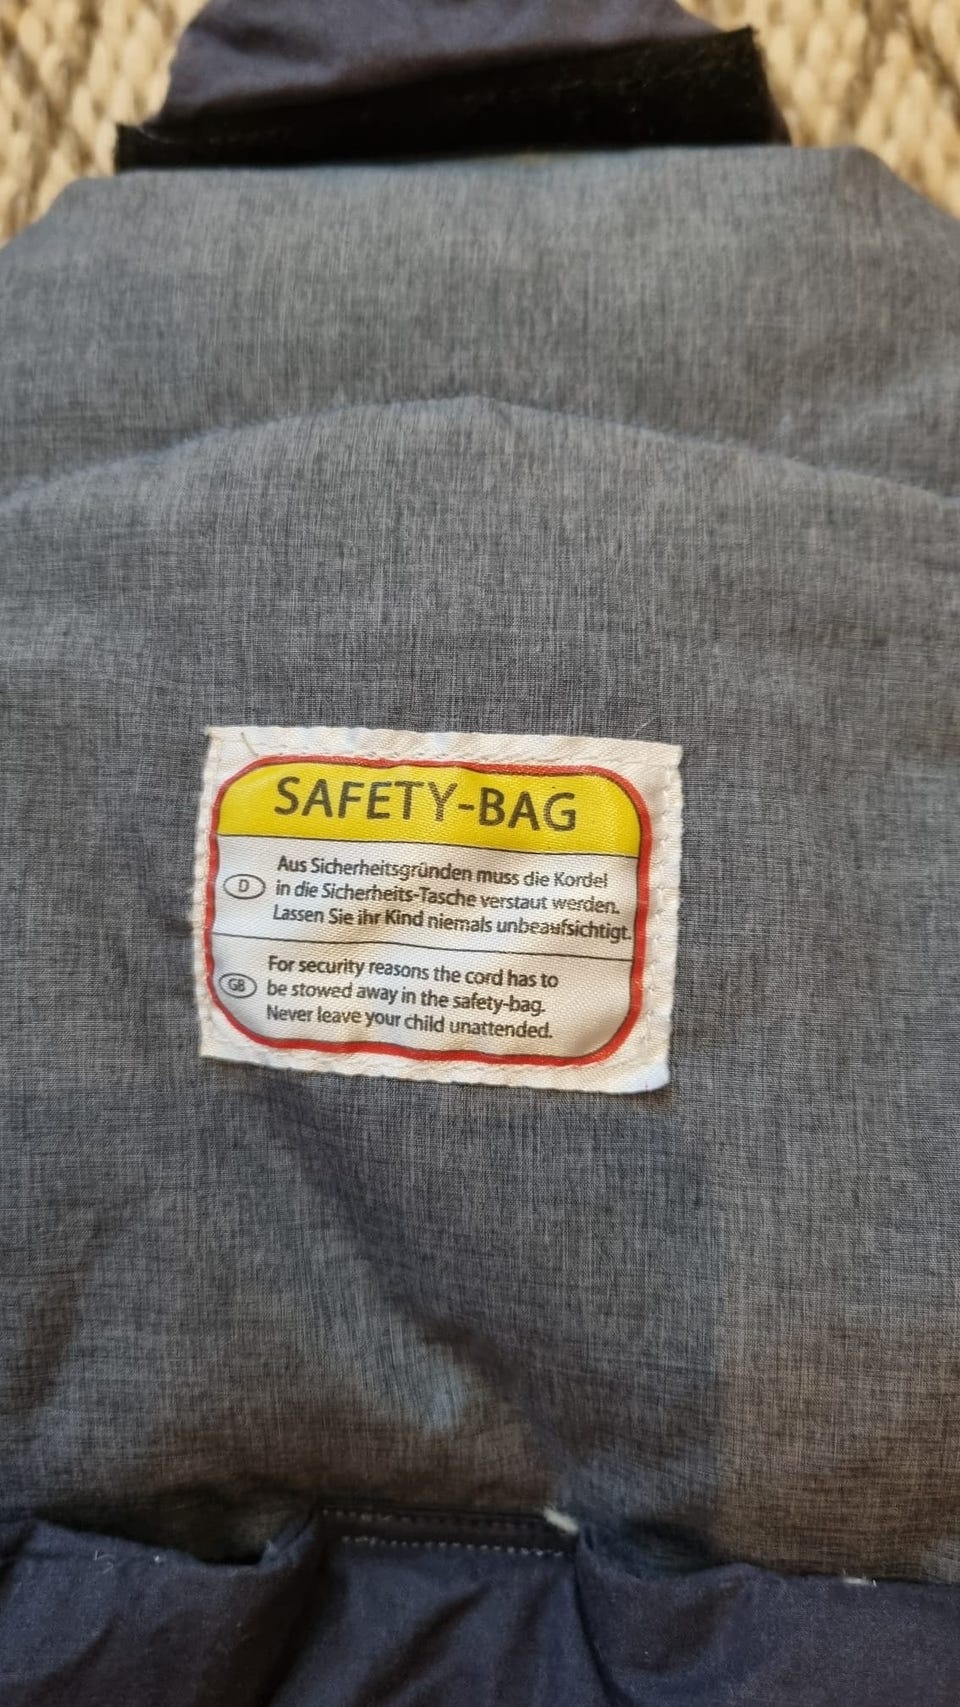 SAFETY-BAG
D
Aus Sicherheitsgründen muss die Kordel
in die Sicherheits-Tasche verstaut werden.
Lassen Sie ihr Kind niemals unbeaufsichtigt.
GB
For security reasons the cord has to
be stowed away in the safety-bag.
Never leave your child unattended.